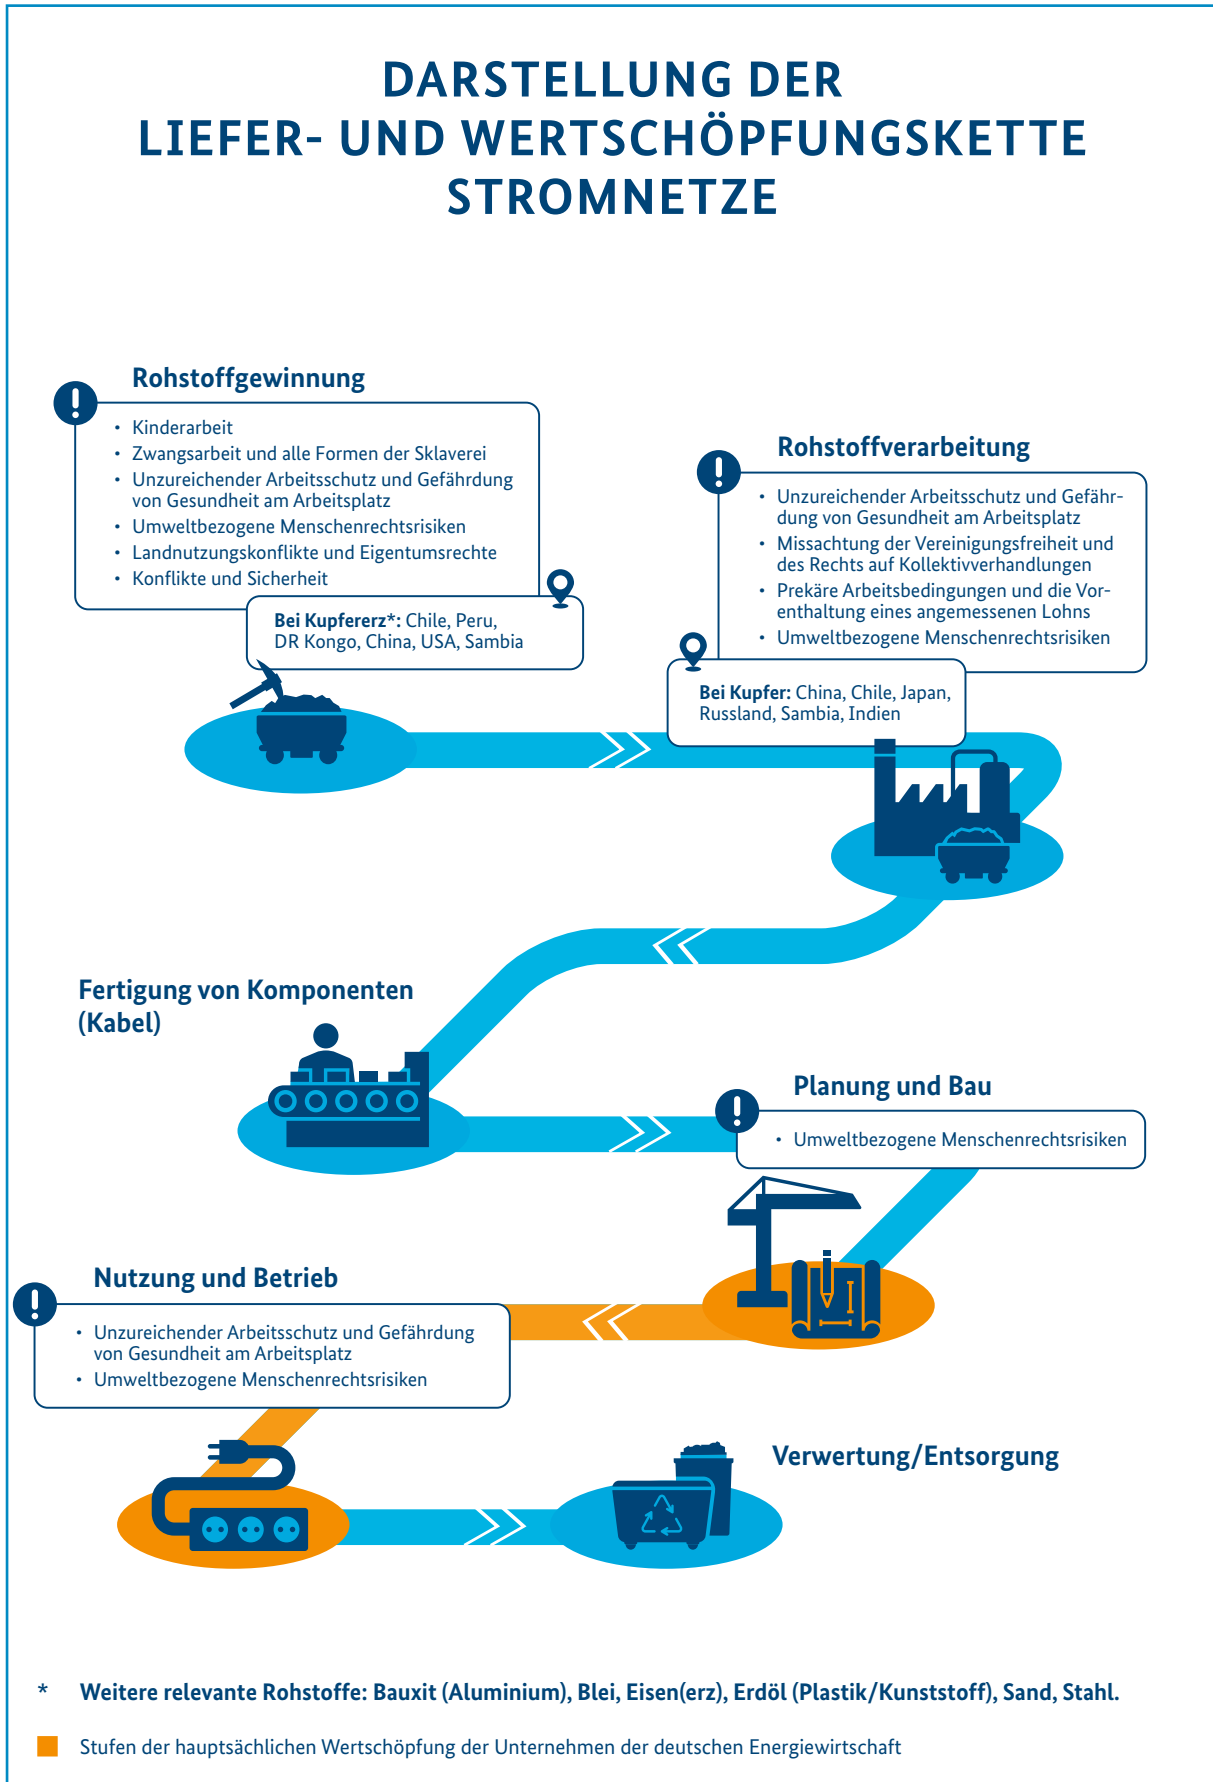 DARSTELLUNG DER
LIEFER- UND WERTSCHÖPFUNGSKETTE
STROMNETZE
Rohstoffgewinnung
• Kinderarbeit
• Zwangsarbeit und alle Formen der Sklaverei
• Unzureichender Arbeitsschutz und Gefährdung
von Gesundheit am Arbeitsplatz
• Umweltbezogene Menschenrechtsrisiken
• Landnutzungskonflikte und Eigentumsrechte
• Konflikte und Sicherheit
Bei Kupfererz*: Chile, Peru,
DR Kongo, China, USA, Sambia
Rohstoffverarbeitung
• Unzureichender Arbeitsschutz und Gefähr-
dung von Gesundheit am Arbeitsplatz
• Missachtung der Vereinigungsfreiheit und
des Rechts auf Kollektivverhandlungen
• Prekäre Arbeitsbedingungen und die Vor-
enthaltung eines angemessenen Lohns
• Umweltbezogene Menschenrechtsrisiken
Bei Kupfer: China, Chile, Japan,
Russland, Sambia, Indien
Fertigung von Komponenten
(Kabel)
Planung und Bau
• Umweltbezogene Menschenrechtsrisiken
Nutzung und Betrieb
• Unzureichender Arbeitsschutz und Gefährdung
von Gesundheit am Arbeitsplatz
• Umweltbezogene Menschenrechtsrisiken
Verwertung/Entsorgung
* Weitere relevante Rohstoffe: Bauxit (Aluminium), Blei, Eisen(erz), Erdöl (Plastik/Kunststoff), Sand, Stahl.
Stufen der hauptsächlichen Wertschöpfung der Unternehmen der deutschen Energiewirtschaft